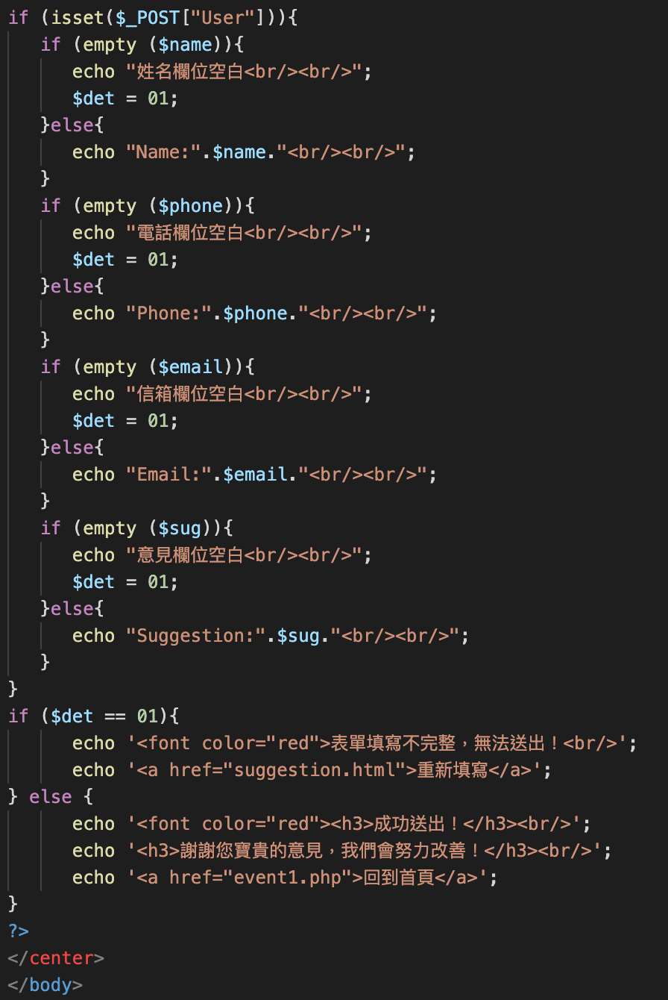 if (isset($_POST["User"])){
   if (empty ($name)){
      echo "姓名欄位空白<br/><br/>";
      $det = 01;
   }else{
      echo "Name:".$name."<br/><br/>";
   }
   if (empty ($phone)){
      echo "電話欄位空白<br/><br/>";
      $det = 01;
   }else{
      echo "Phone:".$phone."<br/><br/>";
   }
   if (empty ($email)){
      echo "信箱欄位空白<br/><br/>";
      $det = 01;
   }else{
      echo "Email:".$email."<br/><br/>";
   }
   if (empty ($sug)){
      echo "意見欄位空白<br/><br/>";
      $det = 01;
   }else{
      echo "Suggestion:".$sug."<br/><br/>";
   }
}
if ($det == 01){
      echo '<font color="red">表單填寫不完整，無法送出！<br/>';
      echo '<a href="suggestion.html">重新填寫</a>';
} else {
      echo '<font color="red"><h3>成功送出！</h3><br/>';
      echo '<h3>謝謝您寶貴的意見，我們會努力改善！</h3><br/>';
      echo '<a href="event1.php">回到首頁</a>';
}
?>
</center>
</body>